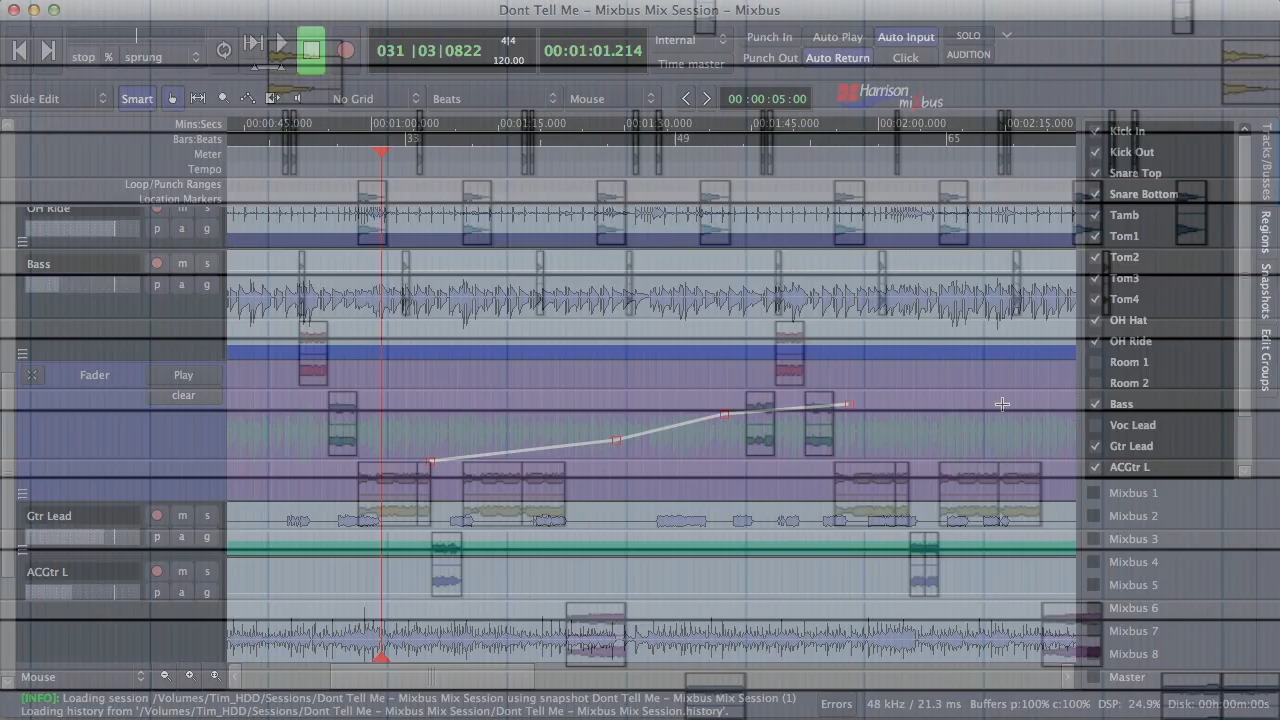 Dont Tell Me – Mixbus Mix Session – Mixbus
stop % sprung
031 |03|0822
4|4
120.00
00:00:01:01.214
Internal
Time master
Punch In Auto Play Auto Input
Punch Out Auto Return Click
SOLO
AUDITION
Slide Edit Smart No Grid Beats Mouse 00:00:05:00
Harrison
mixbus
Mins:Secs 00:00:45.000 00:01:00.000 00:01:15.000 00:01:30.000 00:01:45.000 00:02:00.000 00:02:15.000
Bars:Beats 33 49 65
Meter
Tempo
Loop/Punch Ranges
Location Markers
OH Ride m s
p a g
Bass m s
p a g
Fader Play
clear
Gtr Lead m s
p a g
ACGtr L m s
p a g
Kick In
Kick Out
Snare Top
Snare Bottom
Tamb
Tom1
Tom2
Tom3
Tom4
OH Hat
OH Ride
Room 1
Room 2
Bass
Voc Lead
Gtr Lead
ACGtr L
Mixbus 1
Mixbus 2
Mixbus 3
Mixbus 4
Mixbus 5
Mixbus 6
Mixbus 7
Mixbus 8
Master
Tracks/Busses
Regions
Snapshots
Edit Groups
Mouse
[INFO]: Loading session /Volumes/Tim_HDD/Sessions/Dont Tell Me – Mixbus Mix Session using snapshot Dont Tell Me – Mixbus Mix Session (1)
Loading history from '/Volumes/Tim_HDD/Sessions/Dont Tell Me – Mixbus Mix Session/Dont Tell Me – Mixbus Mix Session.history'.
Errors 48 kHz / 21.3 ms Buffers p:100% c:100% DSP: 24.9% Disk: 00h:00m:00s